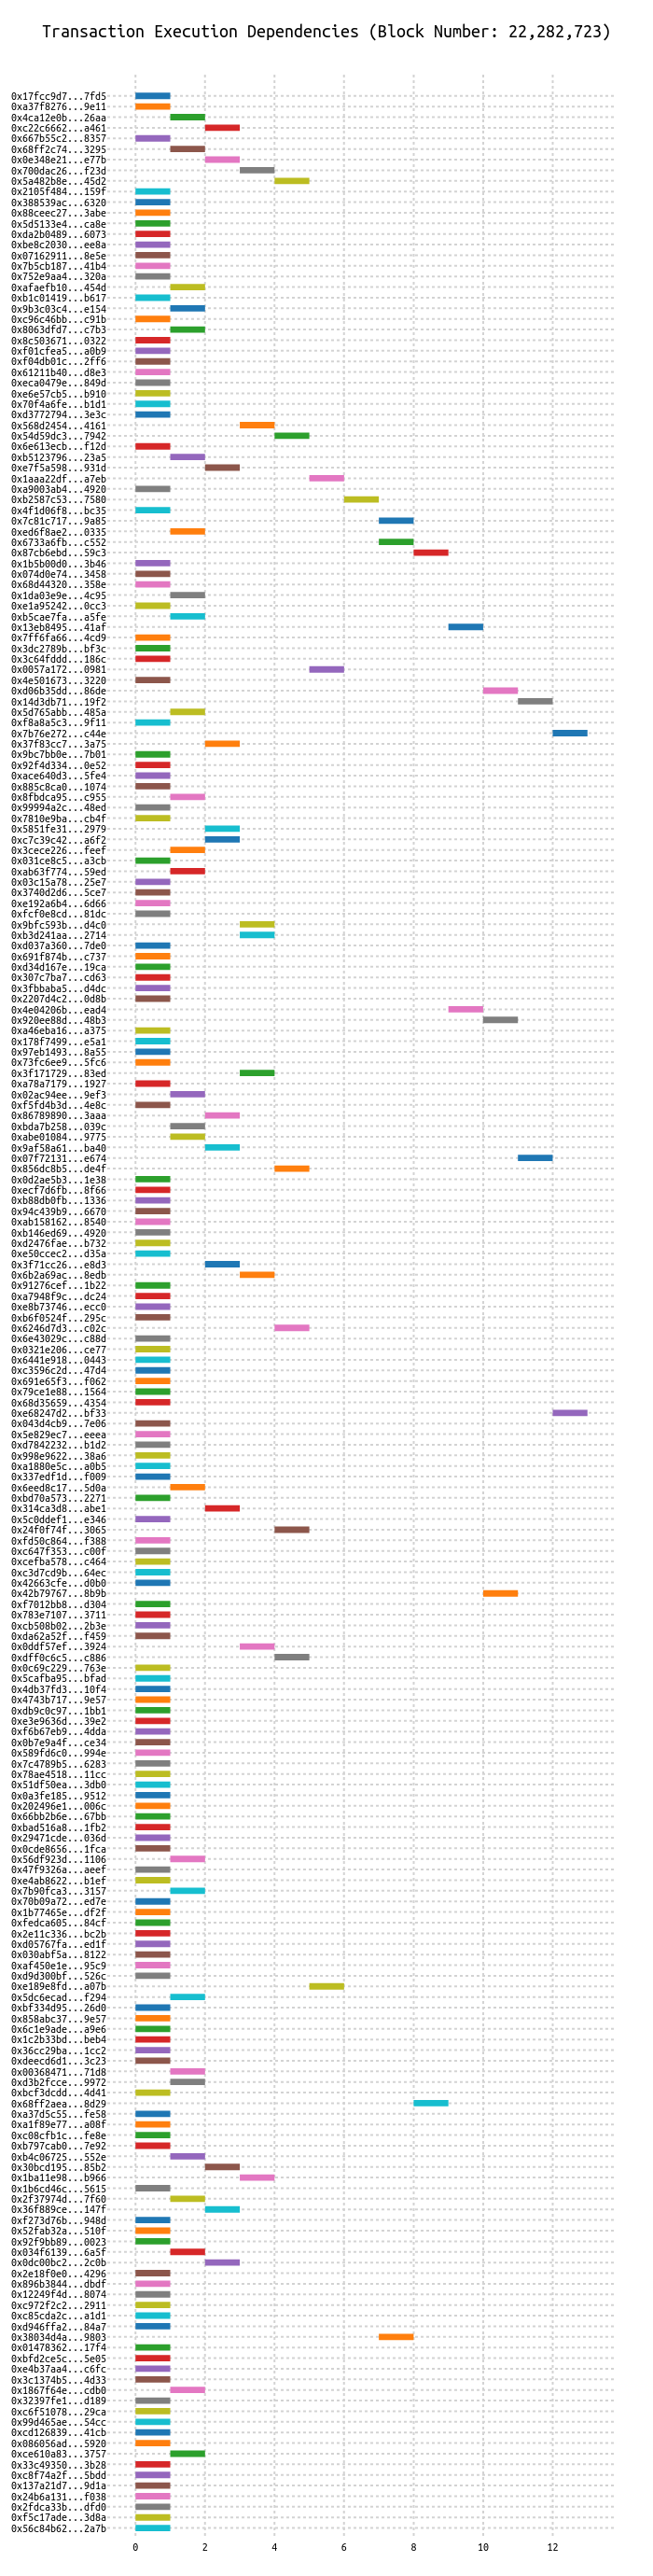 Transaction Execution Dependencies (Block Number: 22,282,723)
0x17fcc9d7...7fd5
0xa37f8276...9e11
0x4ca12e0b...26aa
0xc22c6662...a461
0x667b55c2...8357
0x68ff2c74...3295
0x0e348e21...e77b
0x700dac26...f23d
0x5a482b8e...45d2
0x2105f484...159f
0x388539ac...6320
0x88ceec27...3abe
0x5d5133e4...ca8e
0xda2b0489...6073
0xbe8c2030...ee8a
0x07162911...8e5e
0x7b5cb187...41b4
0x752e9aa4...320a
0xafaefb10...454d
0xb1c01419...b617
0x9b3c03c4...e154
0xc96c46bb...c91b
0x8063dfd7...c7b3
0x8c503671...0322
0xf01cfea5...a0b9
0xf04db01c...2ff6
0x61211b40...d8e3
0xeca0479e...849d
0xe6e57cb5...b910
0x70f4a6fe...b1d1
0xd3772794...3e3c
0x568d2454...4161
0x54d59dc3...7942
0x6e613ecb...f12d
0xb5123796...23a5
0xe7f5a598...931d
0x1aaa22df...a7eb
0xa9003ab4...4920
0xb2587c53...7580
0x4f1d06f8...bc35
0x7c81c717...9a85
0xed6f8ae2...0335
0x6733a6fb...c552
0x87cb6ebd...59c3
0x1b5b00d0...3b46
0x074d0e74...3458
0x68d44320...358e
0x1da03e9e...4c95
0xe1a95242...0cc3
0xb5cae7fa...a5fe
0x13eb8495...41af
0x7ff6fa66...4cd9
0x3dc2789b...bf3c
0x3c64fddd...186c
0x0057a172...0981
0x4e501673...3220
0xd06b35dd...86de
0x14d3db71...19f2
0x5d765abb...485a
0xf8a8a5c3...9f11
0x7b76e272...c44e
0x37f83cc7...3a75
0x9bc7bb0e...7b01
0x92f4d334...0e52
0xace640d3...5fe4
0x885c8ca0...1074
0x8fbdca95...c955
0x99994a2c...48ed
0x7810e9ba...cb4f
0x5851fe31...2979
0xc7c39c42...a6f2
0x3cece226...feef
0x031ce8c5...a3cb
0xab63f774...59ed
0x03c15a78...25e7
0x3740d2d6...5ce7
0xe192a6b4...6d66
0xfcf0e8cd...81dc
0x9bfc593b...d4c0
0xb3d241aa...2714
0xd037a360...7de0
0x691f874b...c737
0xd34d167e...19ca
0x307c7ba7...cd63
0x3fbbaba5...d4dc
0x2207d4c2...0d8b
0x4e04206b...ead4
0x920ee88d...48b3
0xa46eba16...a375
0x178f7499...e5a1
0x97eb1493...8a55
0x73fc6ee9...5fc6
0x3f171729...83ed
0xa78a7179...1927
0x02ac94ee...9ef3
0xf5fd4b3d...4e8c
0x86789890...3aaa
0xbda7b258...039c
0xabe01084...9775
0x9af58a61...ba40
0x07f72131...e674
0x856dc8b5...de4f
0x0d2ae5b3...1e38
0xecf7d6fb...8f66
0xb88db0fb...1336
0x94c439b9...6670
0xab158162...8540
0xb146ed69...4920
0xd2476fae...b732
0xe50ccec2...d35a
0x3f71cc26...e8d3
0x6b2a69ac...8edb
0x91276cef...1b22
0xa7948f9c...dc24
0xe8b73746...ecc0
0xb6f0524f...295c
0x6246d7d3...c02c
0x6e43029c...c88d
0x0321e206...ce77
0x6441e918...0443
0xc3596c2d...47d4
0x691e65f3...f062
0x79ce1e88...1564
0x68d35659...4354
0xe68247d2...bf33
0x043d4cb9...7e06
0x5e829ec7...eeea
0xd7842232...b1d2
0x998e9622...38a6
0xa1880e5c...a0b5
0x337edf1d...f009
0x6eed8c17...5d0a
0xbd70a573...2271
0x314ca3d8...abe1
0x5c0ddef1...e346
0x24f0f74f...3065
0xfd50c864...f388
0xc647f353...c00f
0xcefba578...c464
0xc3d7cd9b...64ec
0x42663cfe...d0b0
0x42b79767...8b9b
0xf7012bb8...d304
0x783e7107...3711
0xcb508b02...2b3e
0xda62a52f...f459
0x0ddf57ef...3924
0xdff0c6c5...c886
0x0c69c229...763e
0x5cafba95...bfad
0x4db37fd3...10f4
0x4743b717...9e57
0xdb9c0c97...1bb1
0xe3e9636d...39e2
0xf6b67eb9...4dda
0x0b7e9a4f...ce34
0x589fd6c0...994e
0x7c4789b5...6283
0x78ae4518...11cc
0x51df50ea...3db0
0x0a3fe185...9512
0x202496e1...006c
0x66bb2b6e...67bb
0xbad516a8...1fb2
0x29471cde...036d
0x0cde8656...1fca
0x56df923d...1106
0x47f9326a...aeef
0xe4ab8622...b1ef
0x7b90fca3...3157
0x70b09a72...ed7e
0x1b77465e...df2f
0xfedca605...84cf
0x2e11c336...bc2b
0xd05767fa...ed1f
0x030abf5a...8122
0xaf450e1e...95c9
0xd9d300bf...526c
0xe189e8fd...a07b
0x5dc6ecad...f294
0xbf334d95...26d0
0x858abc37...9e57
0x6c1e9ade...a9e6
0x1c2b33bd...beb4
0x36cc29ba...1cc2
0xdeecd6d1...3c23
0x00368471...71d8
0xd3b2fcce...9972
0xbcf3dcdd...4d41
0x68ff2aea...8d29
0xa37d5c55...fe58
0xa1f89e77...a08f
0xc08cfb1c...fe8e
0xb797cab0...7e92
0xb4c06725...552e
0x30bcd195...85b2
0x1ba11e98...b966
0x1b6cd46c...5615
0x2f37974d...7f60
0x36f889ce...147f
0xf273d76b...948d
0x52fab32a...510f
0x92f9bb89...0023
0x034f6139...6a5f
0x0dc00bc2...2c0b
0x2e18f0e0...4296
0x896b3844...dbdf
0x12249f4d...8074
0xc972f2c2...2911
0xc85cda2c...a1d1
0xd946ffa2...84a7
0x38034d4a...9803
0x01478362...17f4
0xbfd2ce5c...5e05
0xe4b37aa4...c6fc
0x3c1374b5...4d33
0x1867f64e...cdb0
0x32397fe1...d189
0xc6f51078...29ca
0x99d465ae...54cc
0xcd126839...41cb
0x086056ad...5920
0xce610a83...3757
0x33c49350...3b28
0xc8f74a2f...5bdd
0x137a21d7...9d1a
0x24b6a131...f038
0x2fdca33b...dfd0
0xf5c17ade...3d8a
0x56c84b62...2a7b
0 2 4 6 8 10 12